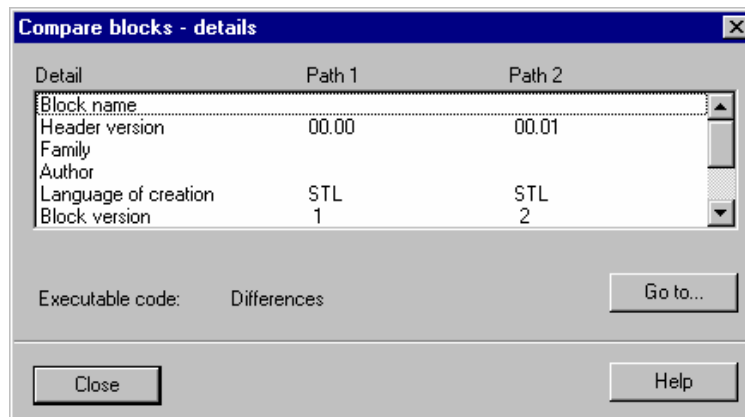 Compare blocks - details
Detail Path 1 Path 2
Block name
Header version 00.00 00.01
Family
Author
Language of creation STL STL
Block version 1 2
Executable code: Differences Go to...
Close Help